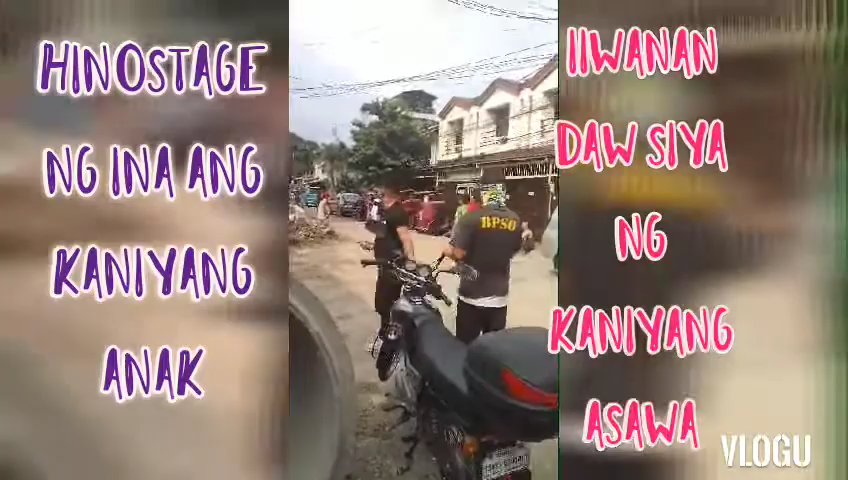 HINOSTAGE
NG INA ANG
KANIYANG
ANAK
IIWANAN
DAW SIYA
NG
KANIYANG
ASAWA
BPSO
VLOGU